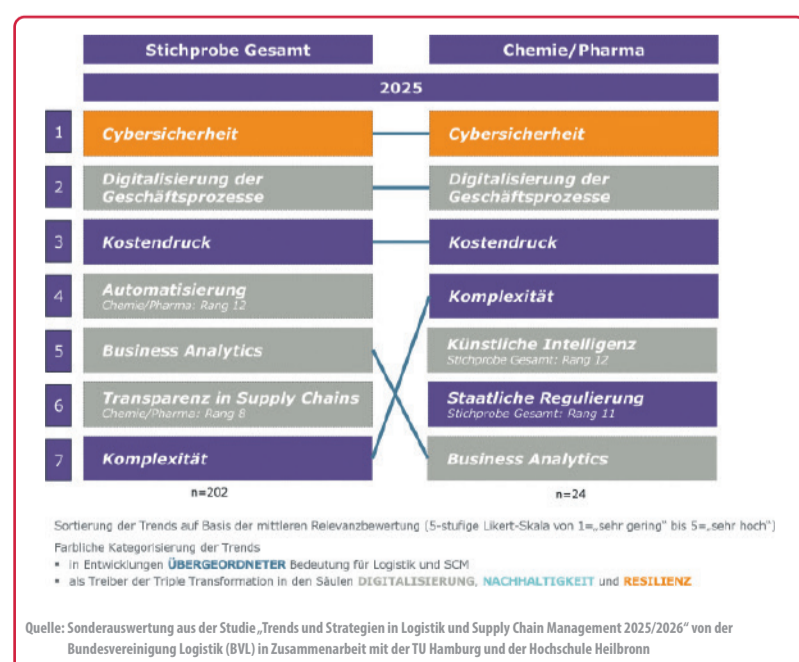 Stichprobe Gesamt
Chemie/Pharma
2025
1
Cybersicherheit
Cybersicherheit
2
Digitalisierung der
Geschäftsprozesse
Digitalisierung der
Geschäftsprozesse
3
Kostendruck
Kostendruck
4
Automatisierung
Chemie/Pharma: Rang 12
Komplexität
5
Business Analytics
Künstliche Intelligenz
Stichprobe Gesamt: Rang 12
6
Transparenz in Supply Chains
Chemie/Pharma: Rang 8
Staatliche Regulierung
Stichprobe Gesamt: Rang 11
7
Komplexität
Business Analytics
n=202
n=24
Sortierung der Trends auf Basis der mittleren Relevanzbewertung (5-stufige Likert-Skala von 1=„sehr gering" bis 5=„sehr hoch")
Farbliche Kategorisierung der Trends
▪ in Entwicklungen ÜBERGEORDNETER Bedeutung für Logistik und SCM
▪ als Treiber der Triple Transformation in den Säulen DIGITALISIERUNG, NACHHALTIGKEIT und RESILIENZ
Quelle: Sonderauswertung aus der Studie „Trends und Strategien in Logistik und Supply Chain Management 2025/2026“ von der
Bundesvereinigung Logistik (BVL) in Zusammenarbeit mit der TU Hamburg und der Hochschule Heilbronn